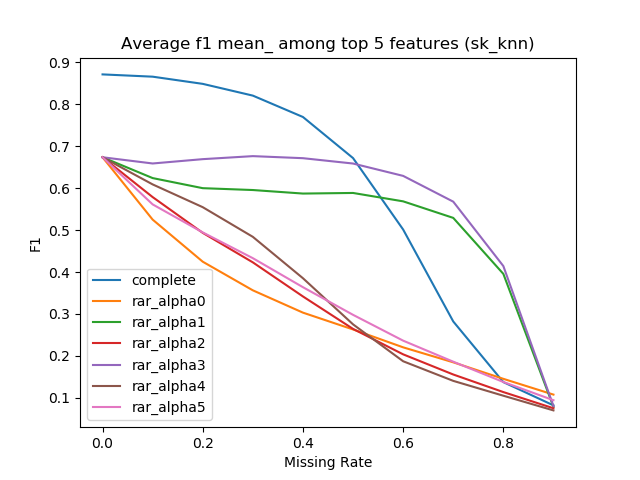 Average f1 mean_ among top 5 features (sk_knn)
F1
0.9
0.8
0.7
0.6
0.5
0.4
0.3
0.2
0.1
complete
rar_alpha0
rar_alpha1
rar_alpha2
rar_alpha3
rar_alpha4
rar_alpha5
0.0 0.2 0.4 0.6 0.8
Missing Rate